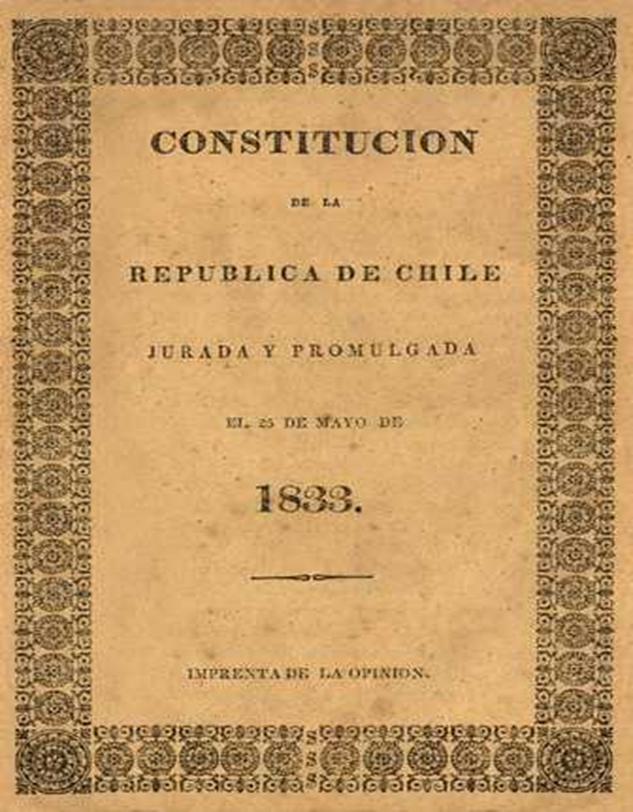 CONSTITUCION
DE LA
REPUBLICA DE CHILE
JURADA Y PROMULGADA
EL 25 DE MAYO DE
1833.
IMPRENTA DE LA OPINION.